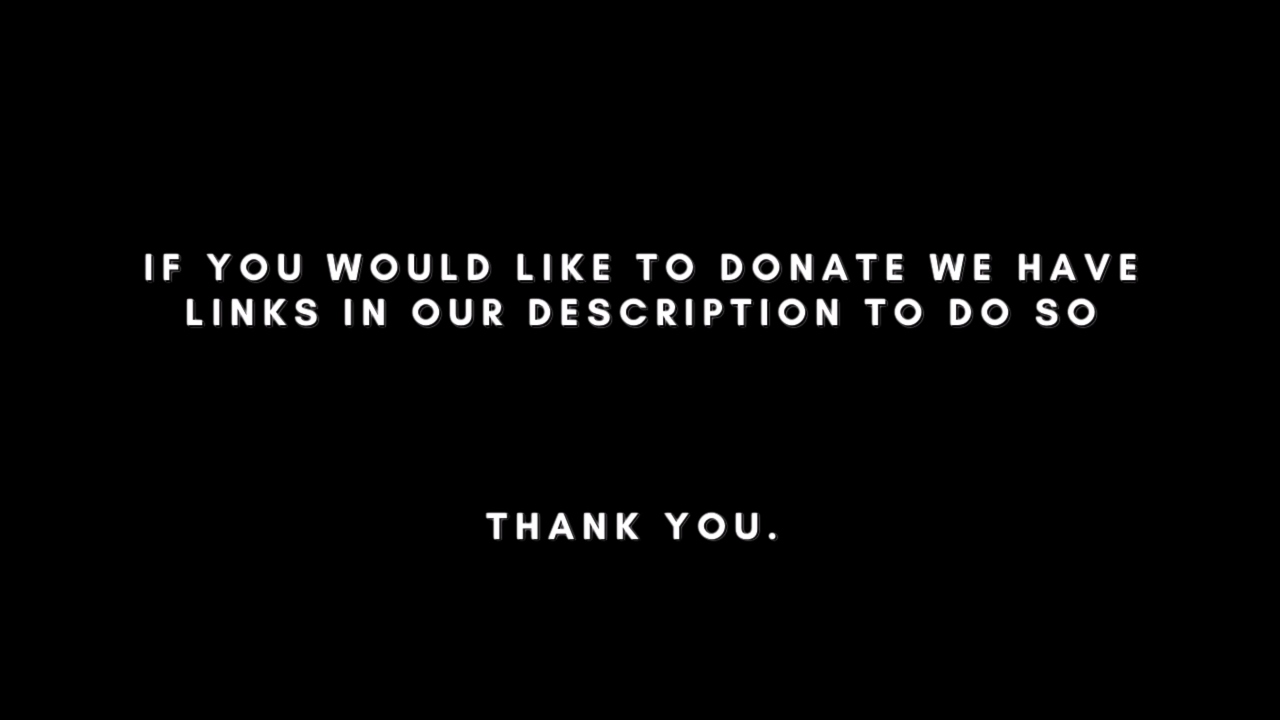 IF YOU WOULD LIKE TO DONATE WE HAVE
LINKS IN OUR DESCRIPTION TO DO SO
THANK YOU.